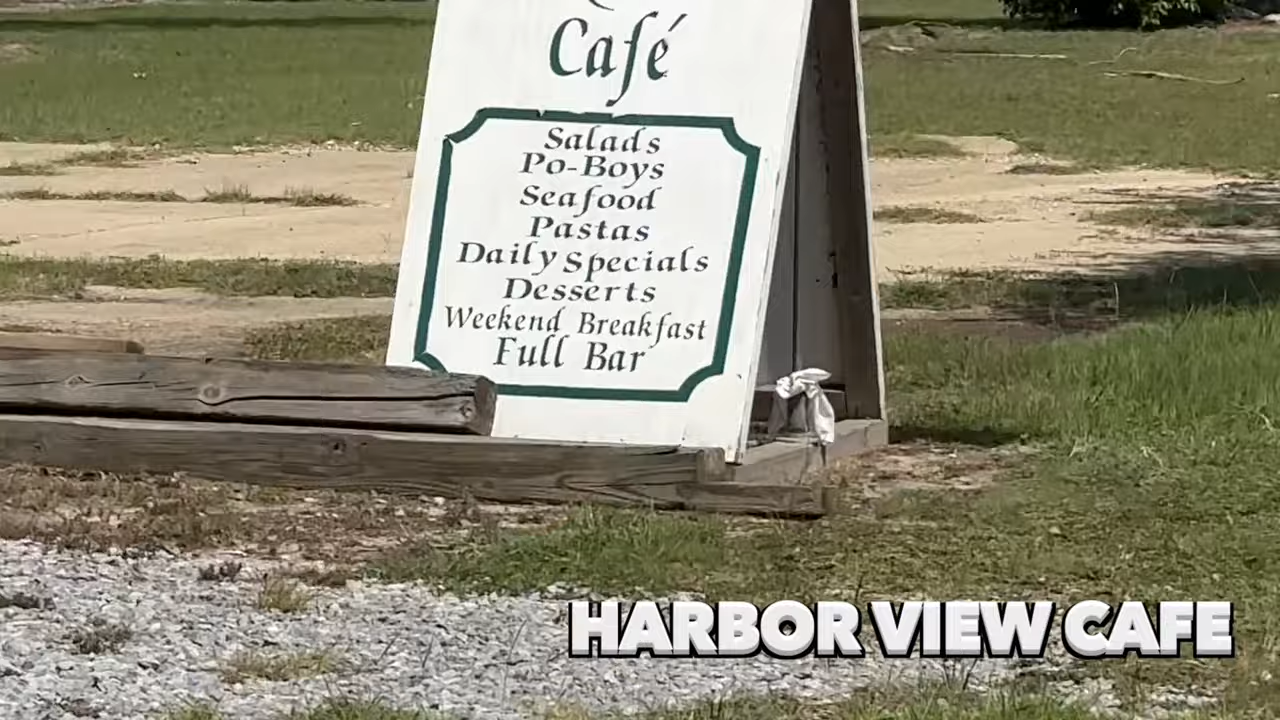 Café
Salads
Po-Boys
Seafood
Pastas
Daily Specials
Desserts
Weekend Breakfast
Full Bar
HARBOR VIEW CAFE